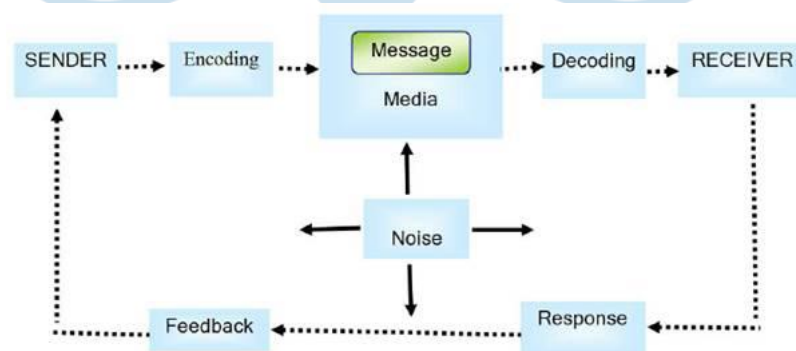 SENDER
Encoding
Message
Media
Decoding
RECEIVER
Noise
Feedback
Response